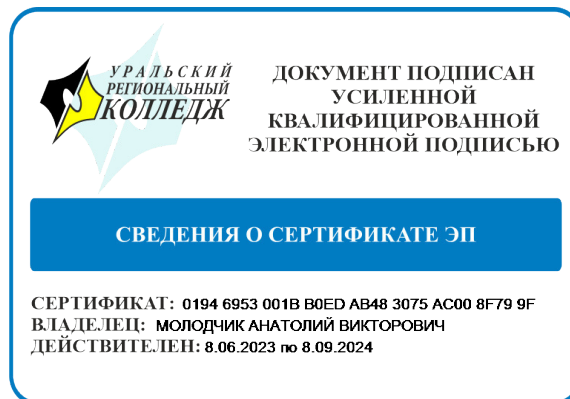 УРАЛЬСКИЙ
РЕГИОНАЛЬНЫЙ
КОЛЛЕДЖ
ДОКУМЕНТ ПОДПИСАН
УСИЛЕННОЙ
КВАЛИФИЦИРОВАННОЙ
ЭЛЕКТРОННОЙ ПОДПИСЬЮ
СВЕДЕНИЯ О СЕРТИФИКАТЕ ЭП
СЕРТИФИКАТ: 0194 6953 001B B0ED AB48 3075 AC00 8F79 9F
ВЛАДЕЛЕЦ: МОЛОДЧИК АНАТОЛИЙ ВИКТОРОВИЧ
ДЕЙСТВИТЕЛЕН: 8.06.2023 по 8.09.2024